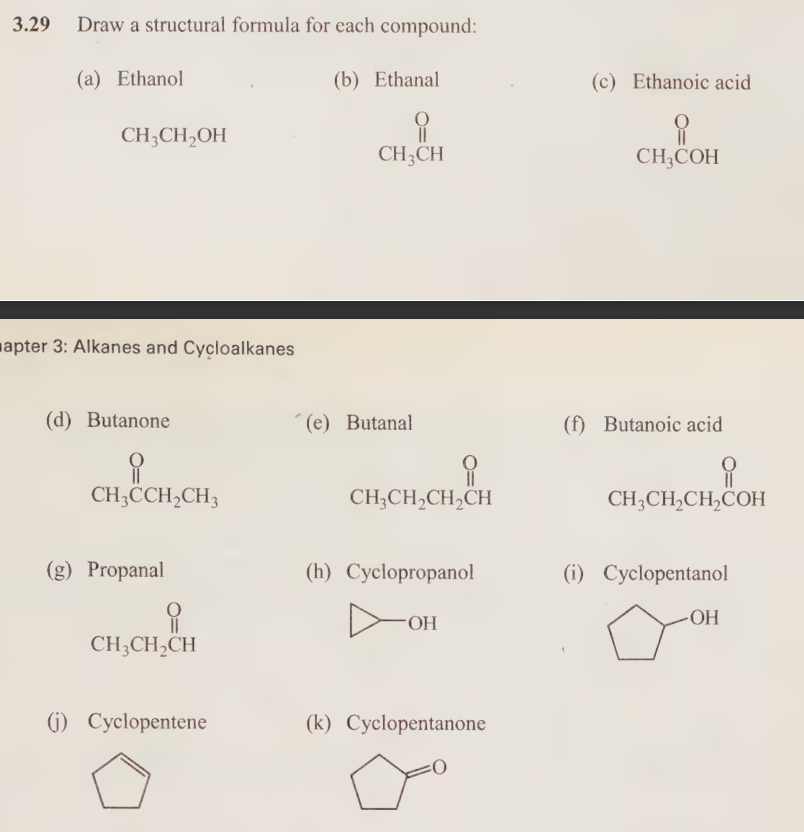 3.29 Draw a structural formula for each compound:
(a) Ethanol (b) Ethanal (c) Ethanoic acid
O O
CH₃CH₂OH CH₃CH CH₃COH
apter 3: Alkanes and Cycloalkanes
(d) Butanone (e) Butanal (f) Butanoic acid
O O O
CH₃CCH₂CH₃ CH₃CH₂CH₂CH CH₃CH₂CH₂COH
(g) Propanal (h) Cyclopropanol (i) Cyclopentanol
O OH OH
CH₃CH₂CH
(j) Cyclopentene (k) Cyclopentanone
O